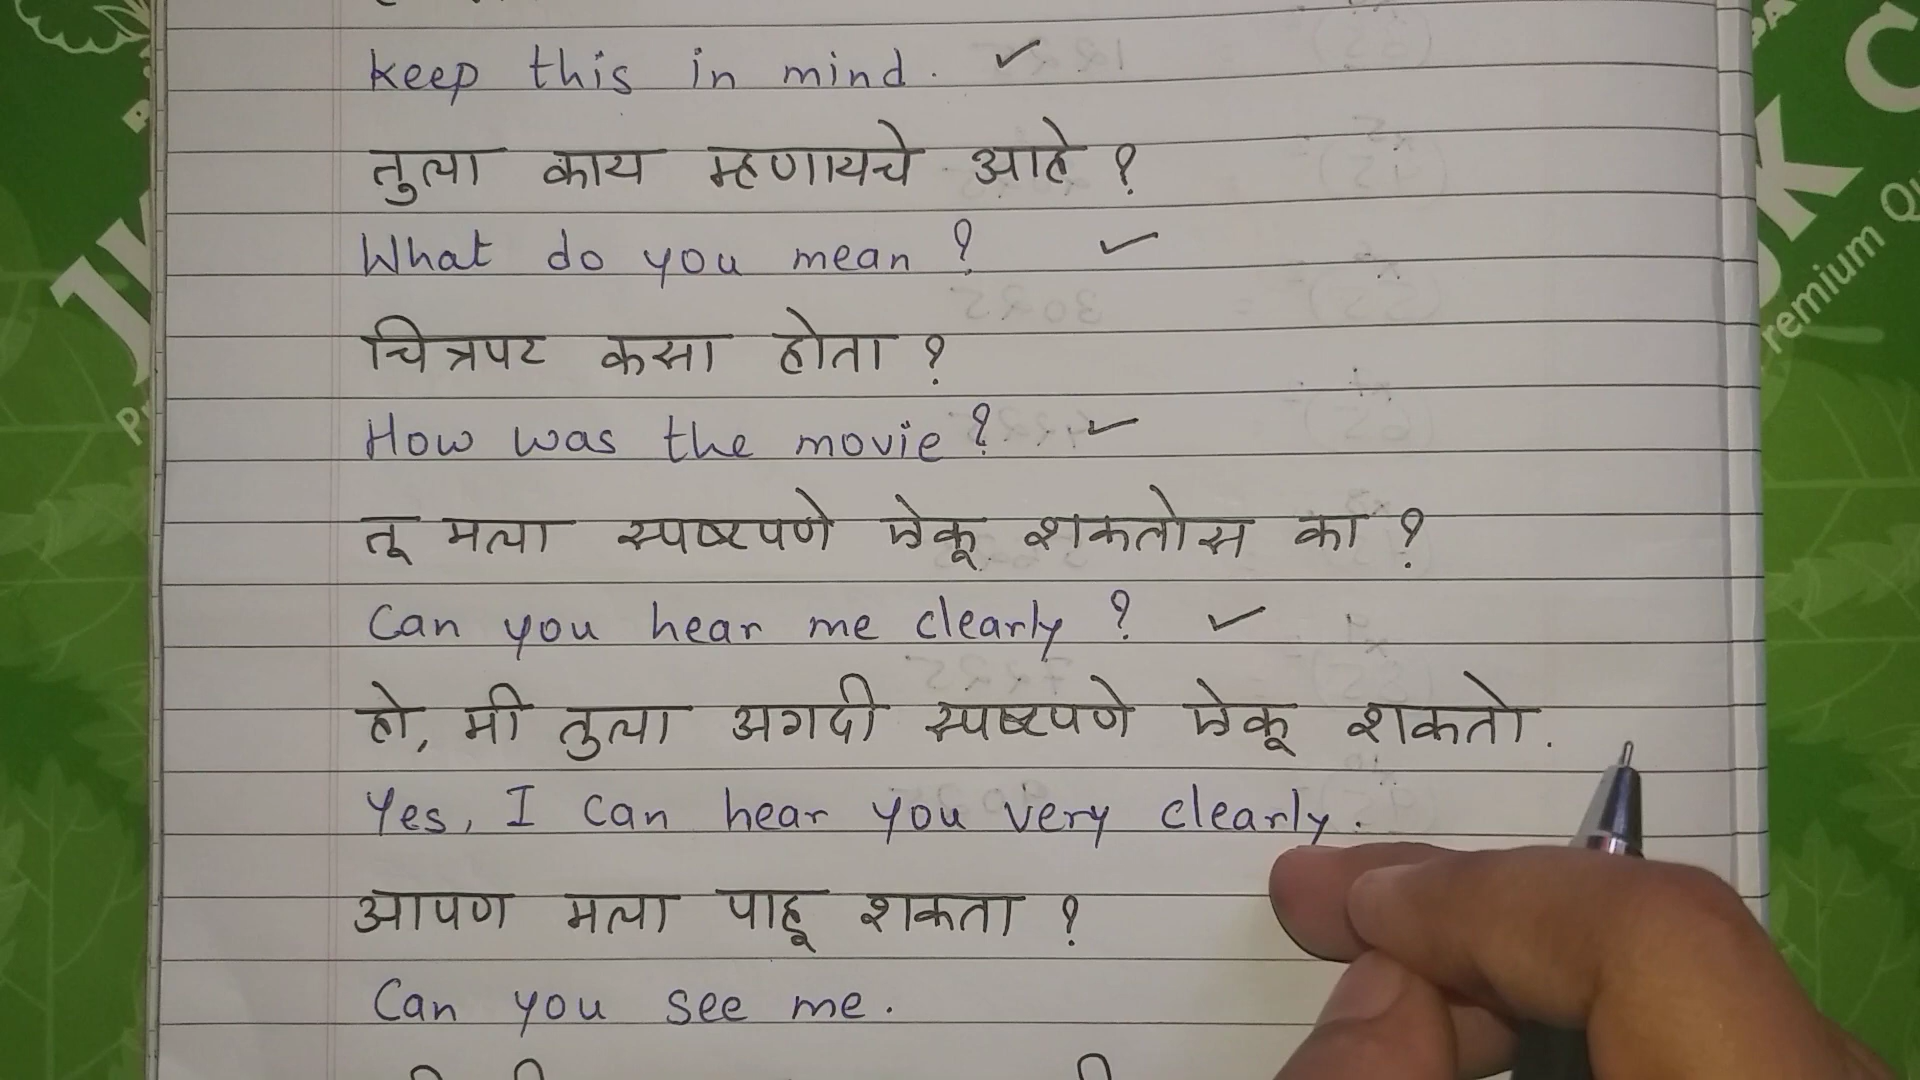 keep this in mind.
तुला काय म्हणायचे आहे ?
What do you mean ?
चित्रपट कसा होता ?
How was the movie ?
तू मला स्पष्टपणे ऐकू शकतोस का ?
Can you hear me clearly ?
हो, मी तुला अगदी स्पष्टपणे ऐकू शकतो.
Yes, I can hear you very clearly.
आपण मला पाहू शकता ?
Can you see me.
JK
remium